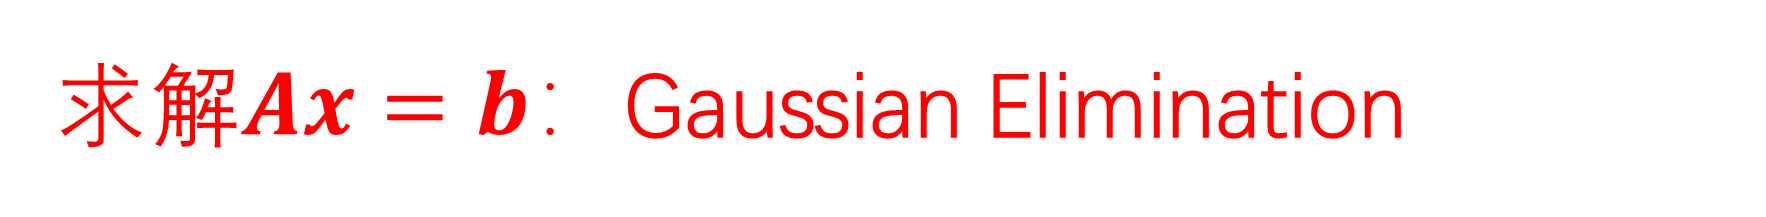 求解Ax = b： Gaussian Elimination